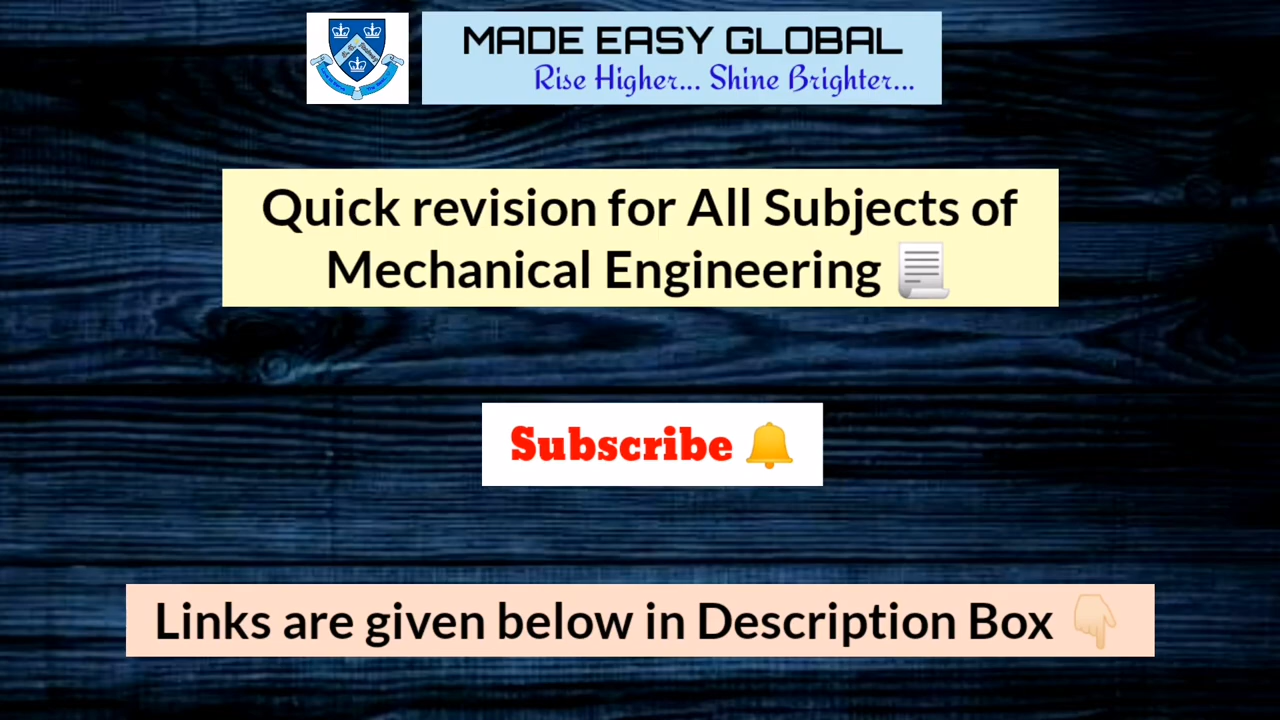 MADE EASY GLOBAL
Rise Higher... Shine Brighter...
Quick revision for All Subjects of
Mechanical Engineering 📃
Subscribe 🔔
Links are given below in Description Box 👇🏻